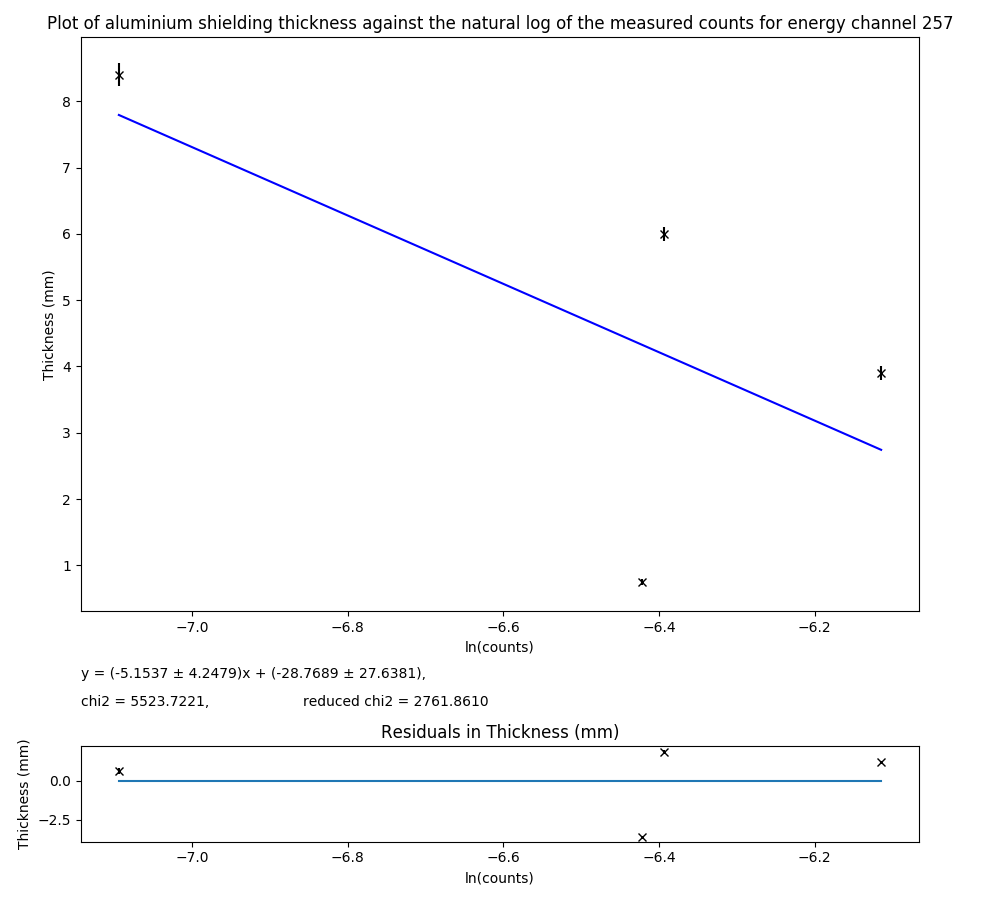 Plot of aluminium shielding thickness against the natural log of the measured counts for energy channel 257
8
7
6
5
4
3
2
1
Thickness (mm)
−7.0 −6.8 −6.6 −6.4 −6.2
ln(counts)
y = (-5.1537 ± 4.2479)x + (-28.7689 ± 27.6381),
chi2 = 5523.7221, reduced chi2 = 2761.8610
Residuals in Thickness (mm)
0.0
−2.5
Thickness (mm)
−7.0 −6.8 −6.6 −6.4 −6.2
ln(counts)